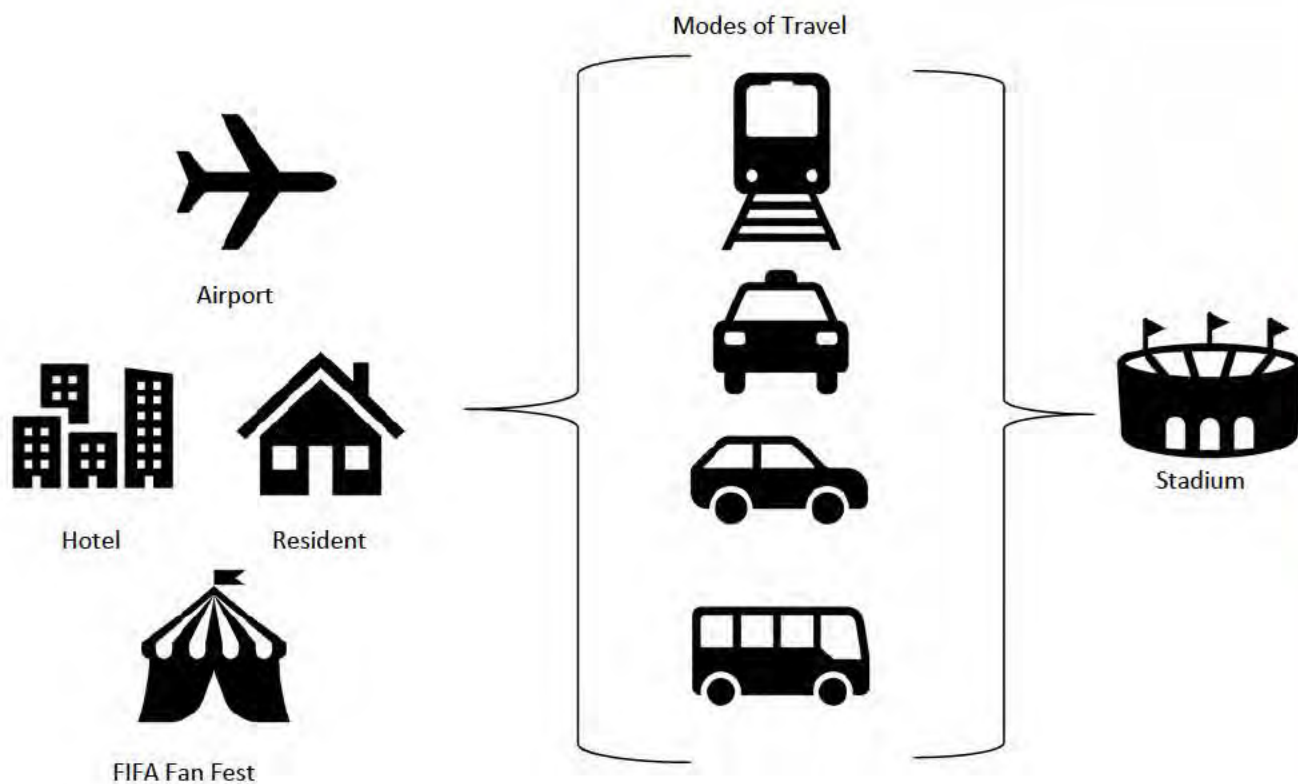 Modes of Travel
Airport
Hotel
Resident
Stadium
FIFA Fan Fest